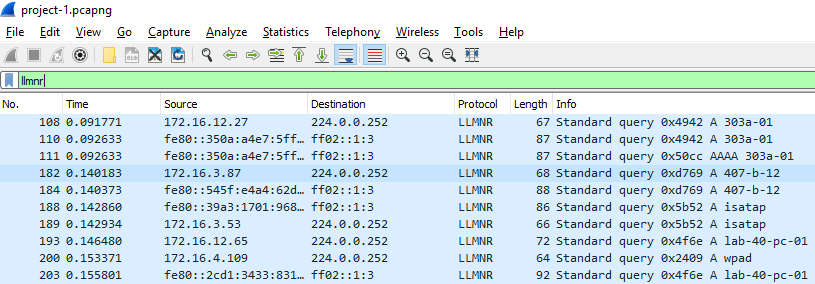 project-1.pcapng
File Edit View Go Capture Analyze Statistics Telephony Wireless Tools Help
llmnr
No. Time Source Destination Protocol Length Info
108 0.091771 172.16.12.27 224.0.0.252 LLMNR 67 Standard query 0x4942 A 303a-01
110 0.092633 fe80::350a:a4e7:5ff… ff02::1:3 LLMNR 87 Standard query 0x4942 A 303a-01
111 0.092633 fe80::350a:a4e7:5ff… ff02::1:3 LLMNR 87 Standard query 0x50cc AAAA 303a-01
182 0.140183 172.16.3.87 224.0.0.252 LLMNR 68 Standard query 0xd769 A 407-b-12
184 0.140373 fe80::545f:e4a4:62d… ff02::1:3 LLMNR 88 Standard query 0xd769 A 407-b-12
188 0.142860 fe80::39a3:1701:968… ff02::1:3 LLMNR 86 Standard query 0x5b52 A isatap
189 0.142934 172.16.3.53 224.0.0.252 LLMNR 66 Standard query 0x5b52 A isatap
193 0.146480 172.16.12.65 224.0.0.252 LLMNR 72 Standard query 0x4f6e A lab-40-pc-01
200 0.153371 172.16.4.109 224.0.0.252 LLMNR 64 Standard query 0x2409 A wpad
203 0.155801 fe80::2cd1:3433:831… ff02::1:3 LLMNR 92 Standard query 0x4f6e A lab-40-pc-01